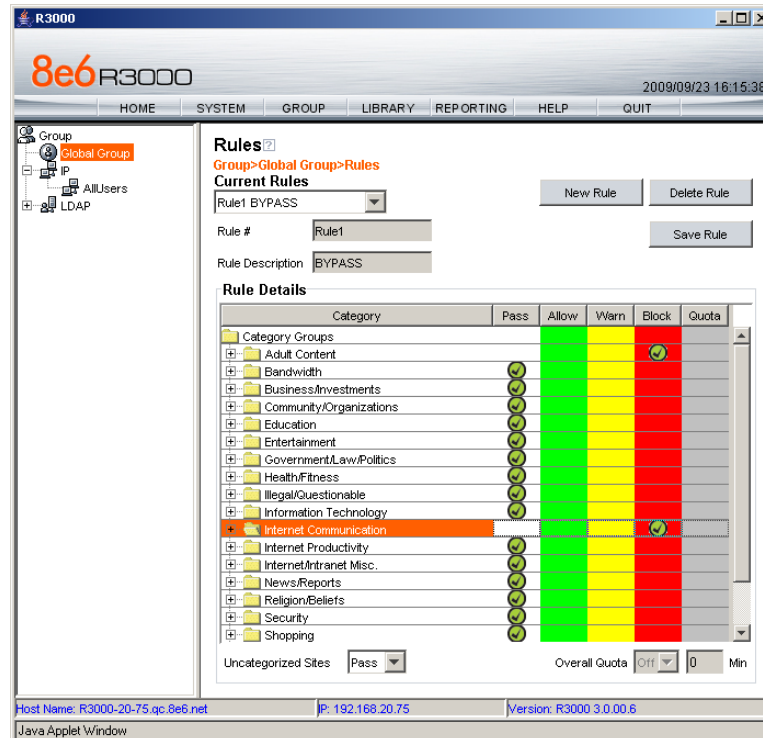 R3000
8e6 R3000
2009/09/23 16:15:38
HOME SYSTEM GROUP LIBRARY REPORTING HELP QUIT
Group
Global Group
IP
AllUsers
LDAP
Rules?
Group>Global Group>Rules
Current Rules
Rule1 BYPASS
New Rule Delete Rule
Rule # Rule1
Save Rule
Rule Description BYPASS
Rule Details
Category Pass Allow Warn Block Quota
Category Groups
Adult Content
Bandwidth
Business/Investments
Community/Organizations
Education
Entertainment
Government/Law/Politics
Health/Fitness
Illegal/Questionable
Information Technology
Internet Communication
Internet Productivity
Internet/Intranet Misc.
News/Reports
Religion/Beliefs
Security
Shopping
Uncategorized Sites Pass Overall Quota Off 0 Min
Host Name: R3000-20-75.qc.8e6.net IP: 192.168.20.75 Version: R3000 3.0.00.6
Java Applet Window